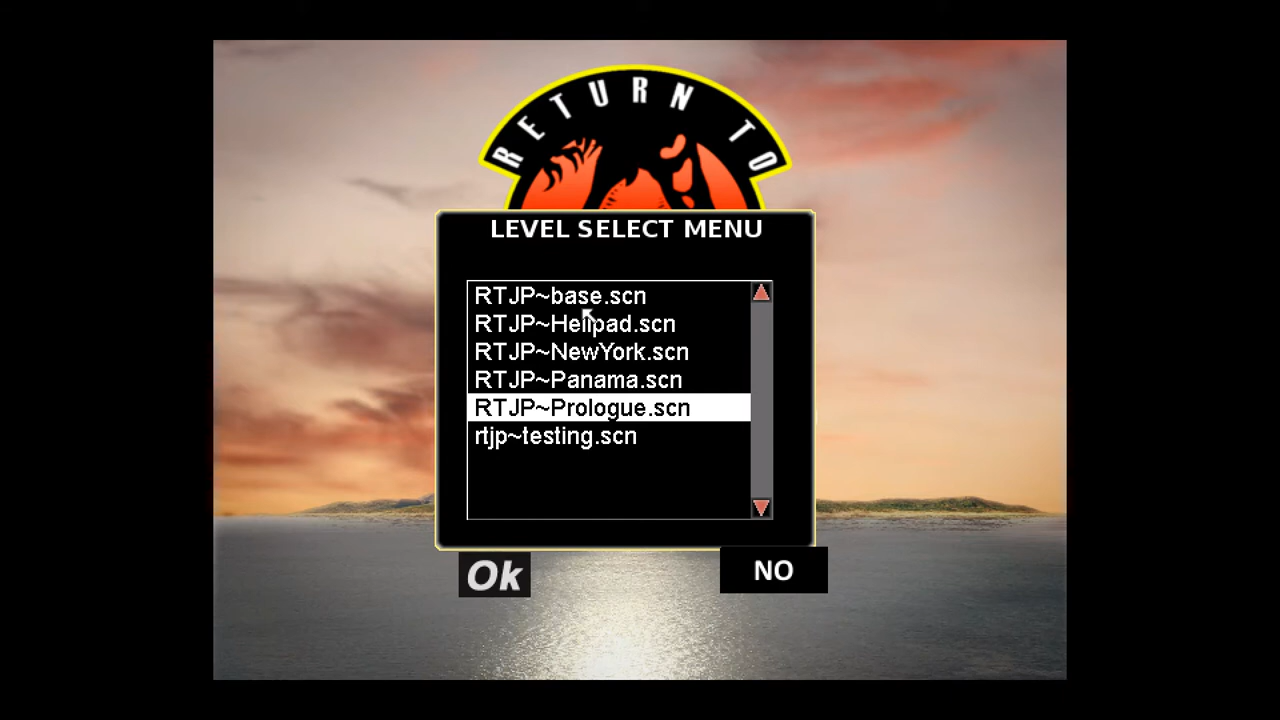 RETURN TO
LEVEL SELECT MENU
RTJP~base.scn
RTJP~Helipad.scn
RTJP~NewYork.scn
RTJP~Panama.scn
RTJP~Prologue.scn
rtjp~testing.scn
Ok
NO